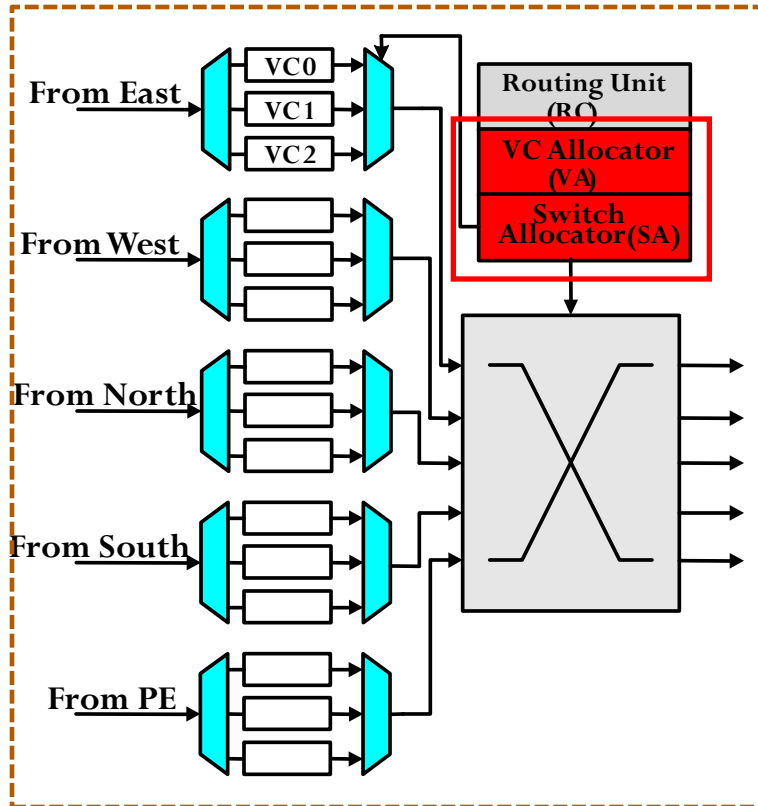 From East
VC0
VC1
VC2
Routing Unit
(RC)
VC Allocator
(VA)
Switch
Allocator(SA)
From West
From North
From South
From PE